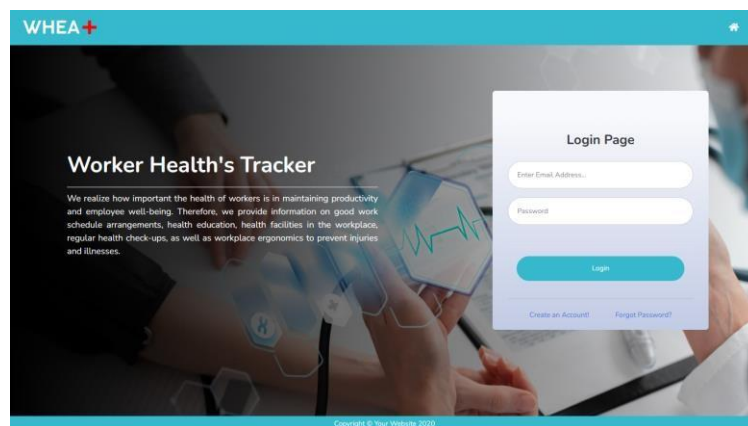 WHEA+
Worker Health's Tracker
We realize how important the health of workers is in maintaining productivity
and employee well-being. Therefore, we provide information on good work
schedule arrangements, health education, health facilities in the workplace,
regular health check-ups, as well as workplace ergonomics to prevent injuries
and illnesses.
Login Page
Enter Email Address...
Password
Login
Create an Account! Forgot Password?
Copyright © Your Website 2020